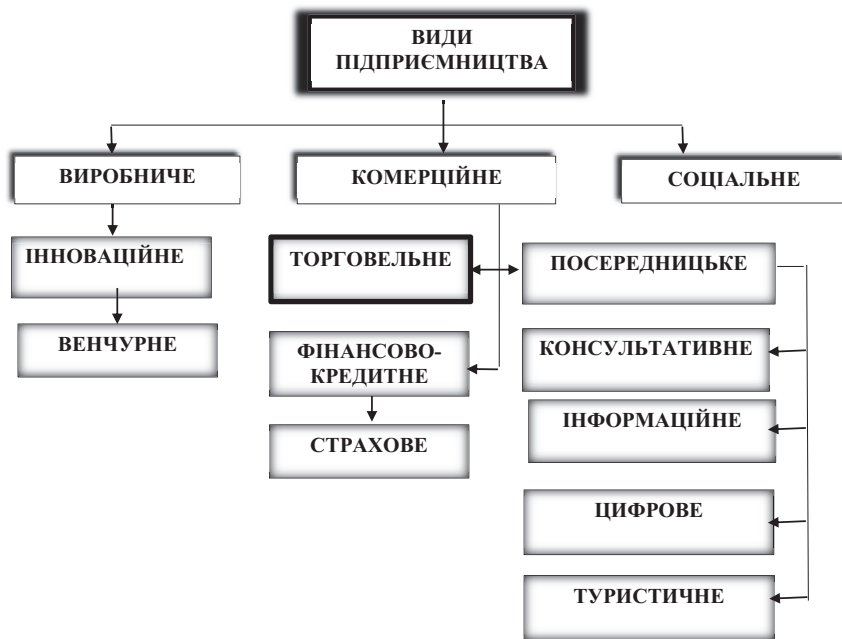 ВИДИ
ПІДПРИЄМНИЦТВА
ВИРОБНИЧЕ
КОМЕРЦІЙНЕ
СОЦІАЛЬНЕ
ІННОВАЦІЙНЕ
ТОРГОВЕЛЬНЕ
ПОСЕРЕДНИЦЬКЕ
ВЕНЧУРНЕ
ФІНАНСОВО-
КРЕДИТНЕ
КОНСУЛЬТАТИВНЕ
СТРАХОВЕ
ІНФОРМАЦІЙНЕ
ЦИФРОВЕ
ТУРИСТИЧНЕ